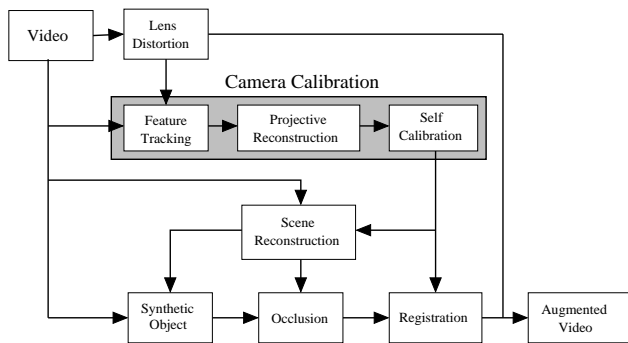 Video
Lens
Distortion
Camera Calibration
Feature
Tracking
Projective
Reconstruction
Self
Calibration
Scene
Reconstruction
Synthetic
Object
Occlusion
Registration
Augmented
Video